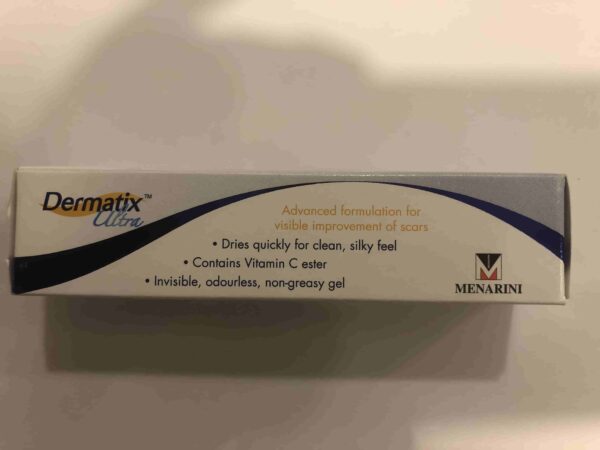 Dermatix™
Ultra
Advanced formulation for
visible improvement of scars
• Dries quickly for clean, silky feel
• Contains Vitamin C ester
• Invisible, odourless, non-greasy gel
MENARINI